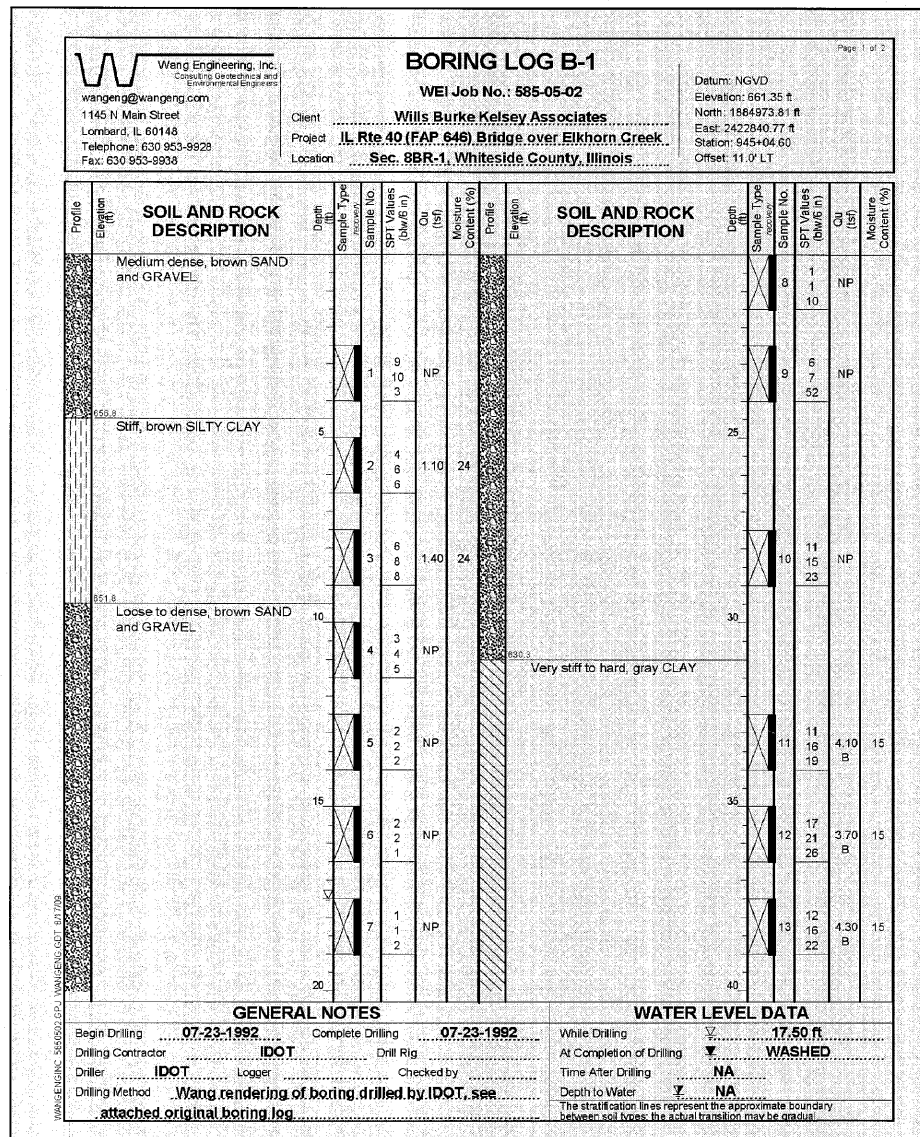 Page 1 of 2
Wang Engineering, Inc.
Consulting Geotechnical and
Environmental Engineers
wangeng@wangeng.com
1145 N Main Street
Lombard, IL 60148
Telephone: 630 953-9928
Fax: 630 953-9938
BORING LOG B-1
WEI Job No.: 585-05-02
Client Wills Burke Kelsey Associates
Project IL Rte 40 (FAP 646) Bridge over Elkhorn Creek
Location Sec. 8BR-1, Whiteside County, Illinois
Datum: NGVD
Elevation: 661.35 ft
North: 1884973.81 ft
East: 2422840.77 ft
Station: 945+04.60
Offset: 11.0' LT
Profile
Elevation (ft)
SOIL AND ROCK
DESCRIPTION
Depth (ft)
Sample Type
recovery
Sample No.
SPT Values (blw/6 in)
Qu (tsf)
Moisture Content (%)
Medium dense, brown SAND
and GRAVEL
1 9 10 3 NP
656.8
Stiff, brown SILTY CLAY
5
2 4 6 6 1.10 24
3 6 8 8 1.40 24
651.8
Loose to dense, brown SAND
and GRAVEL
10
4 3 4 5 NP
5 2 2 2 NP
15
6 2 2 1 NP
7 1 1 2 NP
20
Profile
Elevation (ft)
SOIL AND ROCK
DESCRIPTION
Depth (ft)
Sample Type
recovery
Sample No.
SPT Values (blw/6 in)
Qu (tsf)
Moisture Content (%)
8 1 1 10 NP
9 6 7 52 NP
25
10 11 15 23 NP
30
630.3
Very stiff to hard, gray CLAY
11 11 16 19 4.10 B 15
35
12 17 21 26 3.70 B 15
13 12 16 22 4.30 B 15
40
GENERAL NOTES
Begin Drilling 07-23-1992 Complete Drilling 07-23-1992
Drilling Contractor IDOT Drill Rig
Driller IDOT Logger Checked by
Drilling Method Wang rendering of boring drilled by IDOT, see
attached original boring log
WATER LEVEL DATA
While Drilling 17.50 ft
At Completion of Drilling WASHED
Time After Drilling NA
Depth to Water NA
The stratification lines represent the approximate boundary
between soil types; the actual transition may be gradual.
WANGENG.GDT 6/17/09